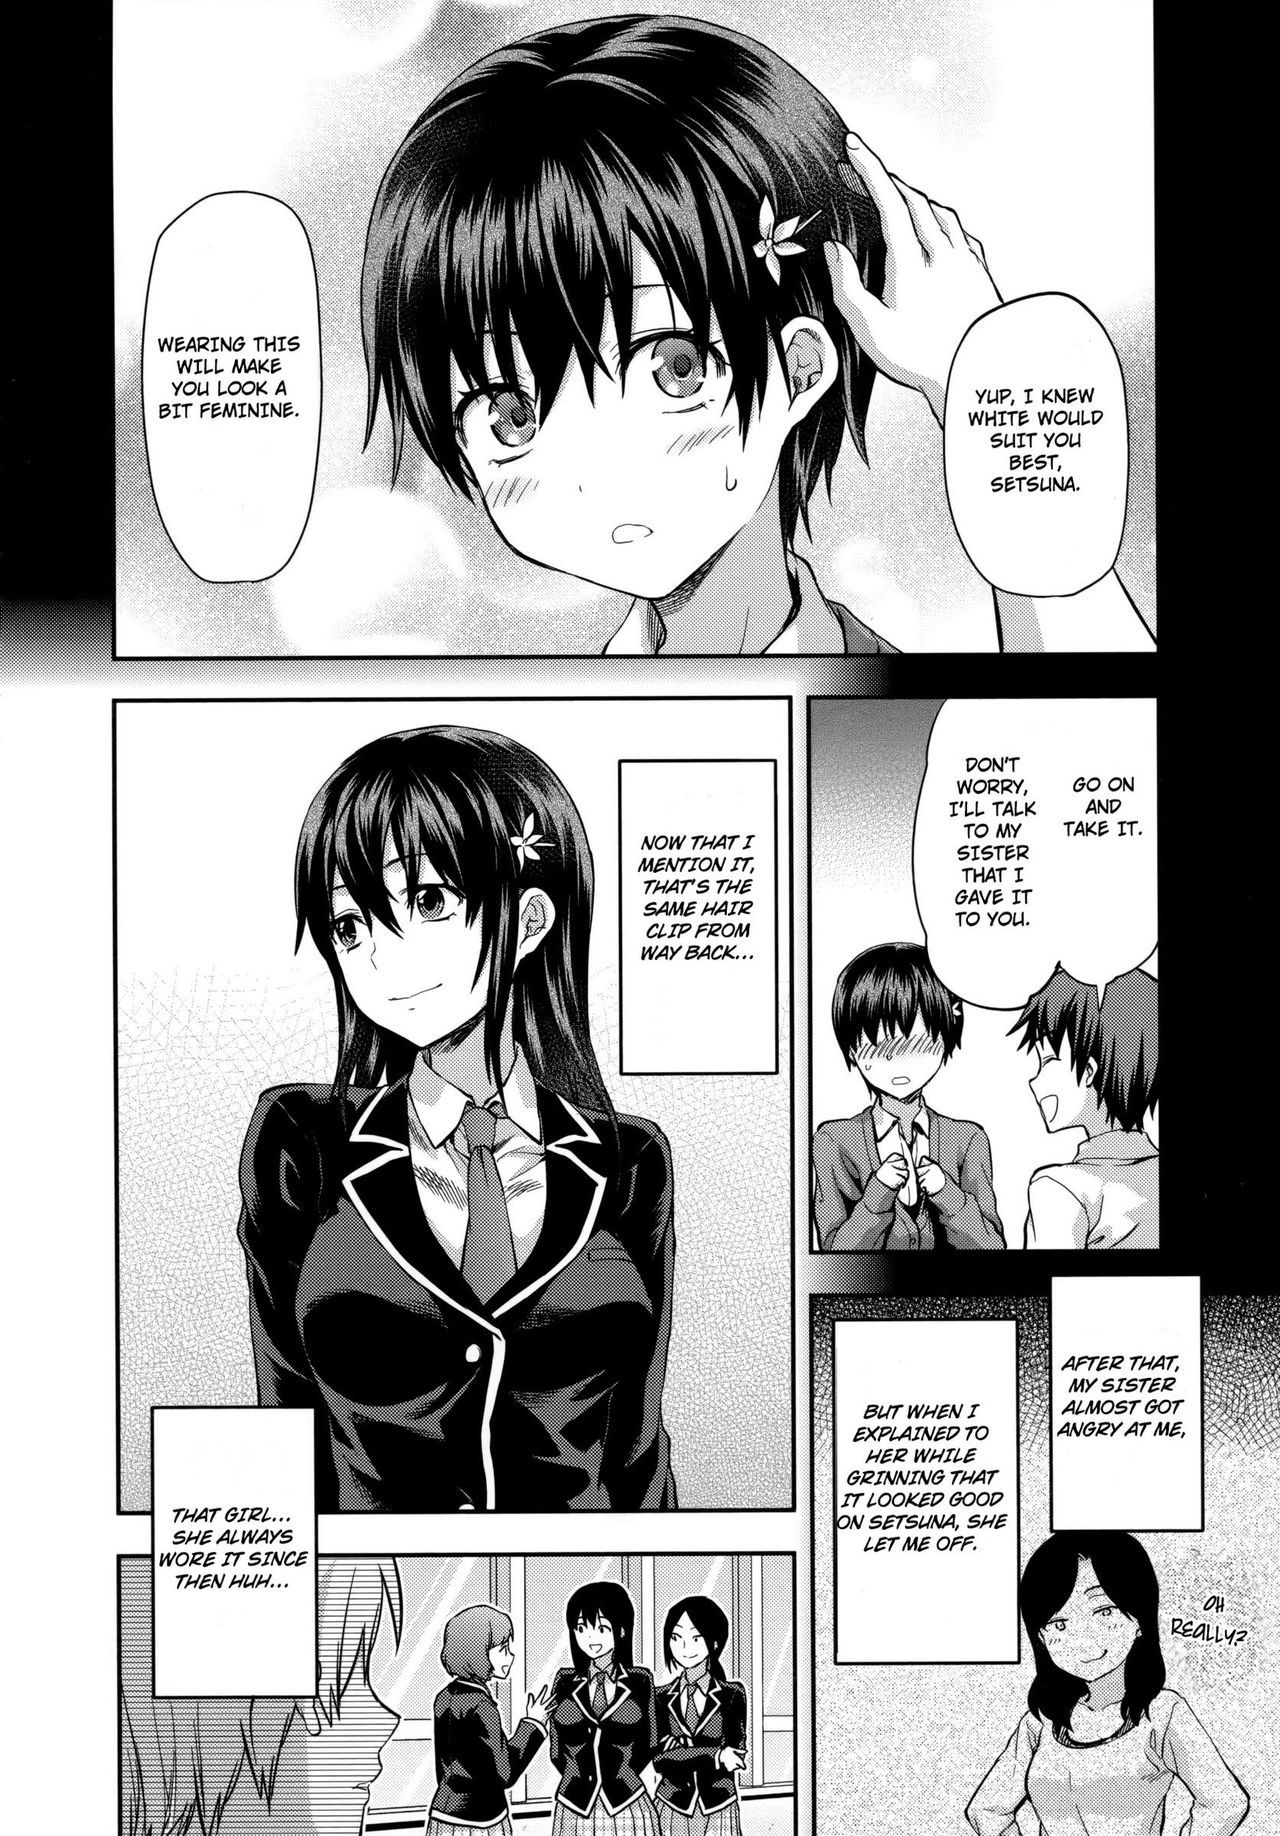 YUP, I KNEW
WHITE WOULD
SUIT YOU
BEST,
SETSUNA.
WEARING THIS
WILL MAKE
YOU LOOK A
BIT FEMININE.
GO ON
AND
TAKE IT.
DON'T
WORRY,
I'LL TALK
TO MY
SISTER
THAT I
GAVE IT
TO YOU.
AFTER THAT,
MY SISTER
ALMOST GOT
ANGRY AT ME,
BUT WHEN I
EXPLAINED TO
HER WHILE
GRINNING THAT
IT LOOKED GOOD
ON SETSUNA, SHE
LET ME OFF.
OH
REALLY?
NOW THAT I
MENTION IT,
THAT'S THE
SAME HAIR
CLIP FROM
WAY BACK...
THAT GIRL...
SHE ALWAYS
WORE IT SINCE
THEN HUH...